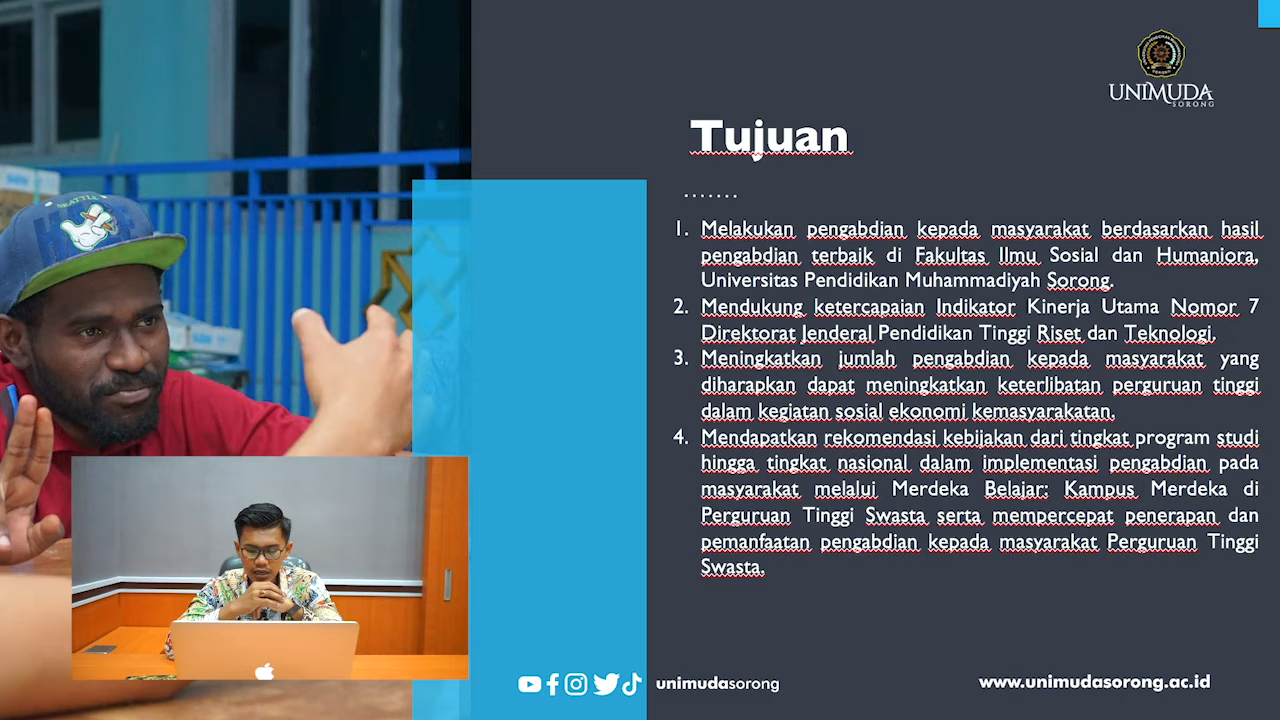 UNIMUDA
SORONG
Tujuan
.......
1. Melakukan pengabdian kepada masyarakat berdasarkan hasil
pengabdian terbaik di Fakultas Ilmu Sosial dan Humaniora,
Universitas Pendidikan Muhammadiyah Sorong.
2. Mendukung ketercapaian Indikator Kinerja Utama Nomor 7
Direktorat Jenderal Pendidikan Tinggi Riset dan Teknologi.
3. Meningkatkan jumlah pengabdian kepada masyarakat yang
diharapkan dapat meningkatkan keterlibatan perguruan tinggi
dalam kegiatan sosial ekonomi kemasyarakatan.
4. Mendapatkan rekomendasi kebijakan dari tingkat program studi
hingga tingkat nasional dalam implementasi pengabdian pada
masyarakat melalui Merdeka Belajar: Kampus Merdeka di
Perguruan Tinggi Swasta serta mempercepat penerapan dan
pemanfaatan pengabdian kepada masyarakat Perguruan Tinggi
Swasta.
SEATTLE
unimudasorong
www.unimudasorong.ac.id